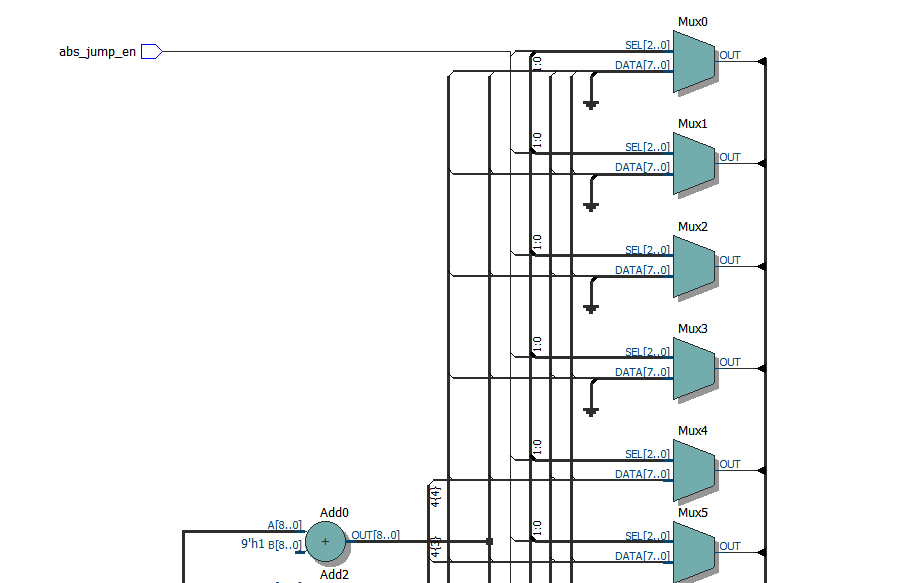 Mux0
abs_jump_en
SEL[2..0]
OUT
DATA[7..0]
1:0
Mux1
1:0
SEL[2..0]
OUT
DATA[7..0]
Mux2
1:0
SEL[2..0]
OUT
DATA[7..0]
Mux3
1:0
SEL[2..0]
OUT
DATA[7..0]
Mux4
1:0
SEL[2..0]
OUT
DATA[7..0]
4{4}
Mux5
Add0
1:0
A[8..0]
SEL[2..0]
OUT[8..0]
9'h1 B[8..0]
+
OUT
4{3}
DATA[7..0]
Add2